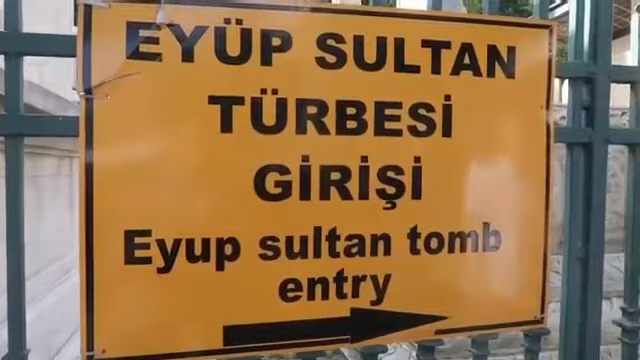 EYÜP SULTAN
TÜRBESİ
GİRİŞİ
Eyup sultan tomb
entry